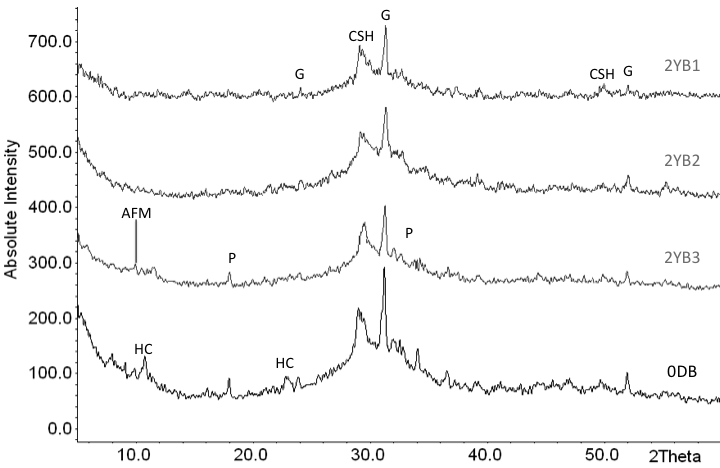 G
700.0
CSH
2YB1
G
CSH
G
600.0
500.0
2YB2
Absolute Intensity
400.0
AFM
P
P
2YB3
300.0
200.0
HC
HC
0DB
100.0
0.0
10.0 20.0 30.0 40.0 50.0 2Theta